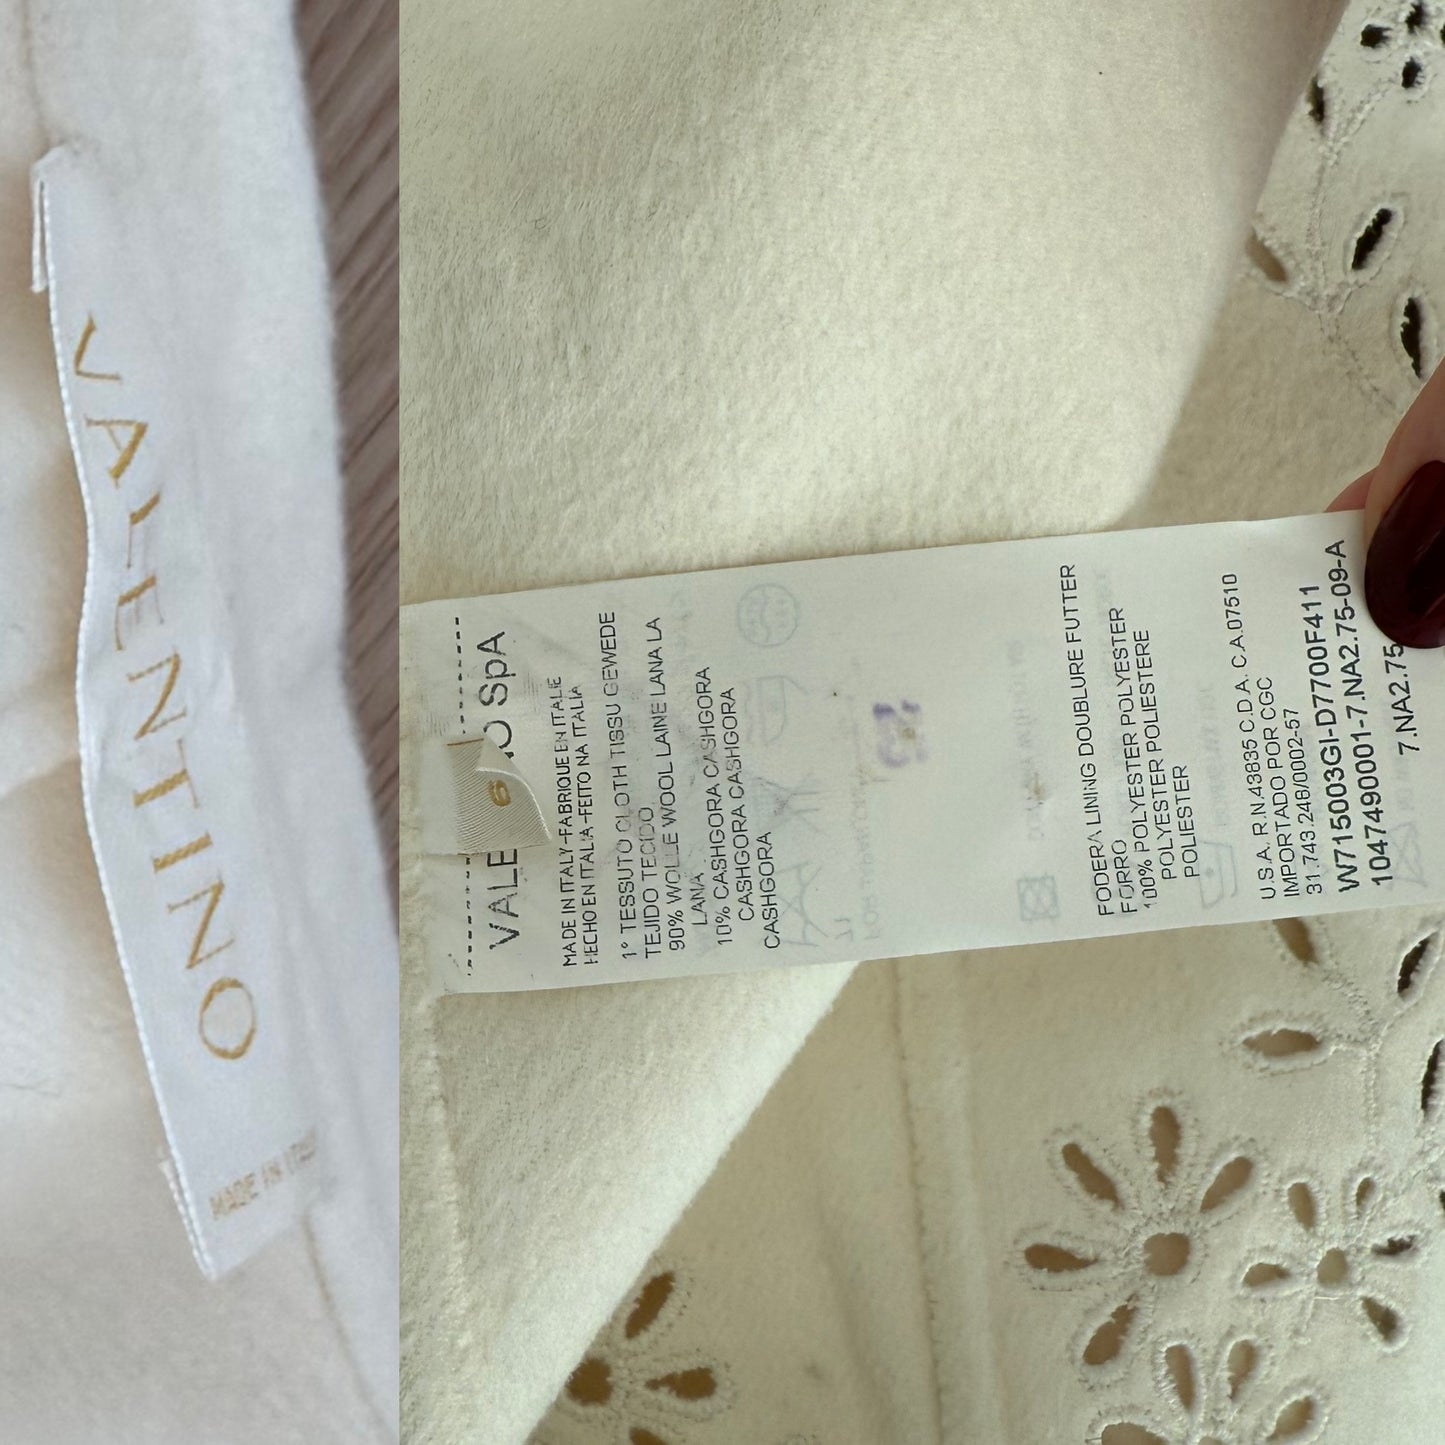 VALENTINO
MADE IN
6
SpA
MADE IN ITALY-FABRIQUE EN ITALIE
HECHO EN ITALIA-FEITO NA ITALIA
1° TESSUTO CLOTH TISSU GEWEDE
TEJIDO TECIDO
90% WOLLE WOOL LAINE LANA LA
LANA
10% CASHGORA CASHGORA
CASHGORA CASHGORA
CASHGORA
FODERA LINING DOUBLURE FUTTER
FORRO
100% POLYESTER POLYESTER
POLYESTER POLIESTERE
POLIESTER
U.S.A. R.N.43835 C.D.A. C.A.07510
IMPORTADO POR CGC
31.743.248/0002-57
W715003GI-D7700F411
1047490001-7.NA2.75-09-A
7.NA2.75